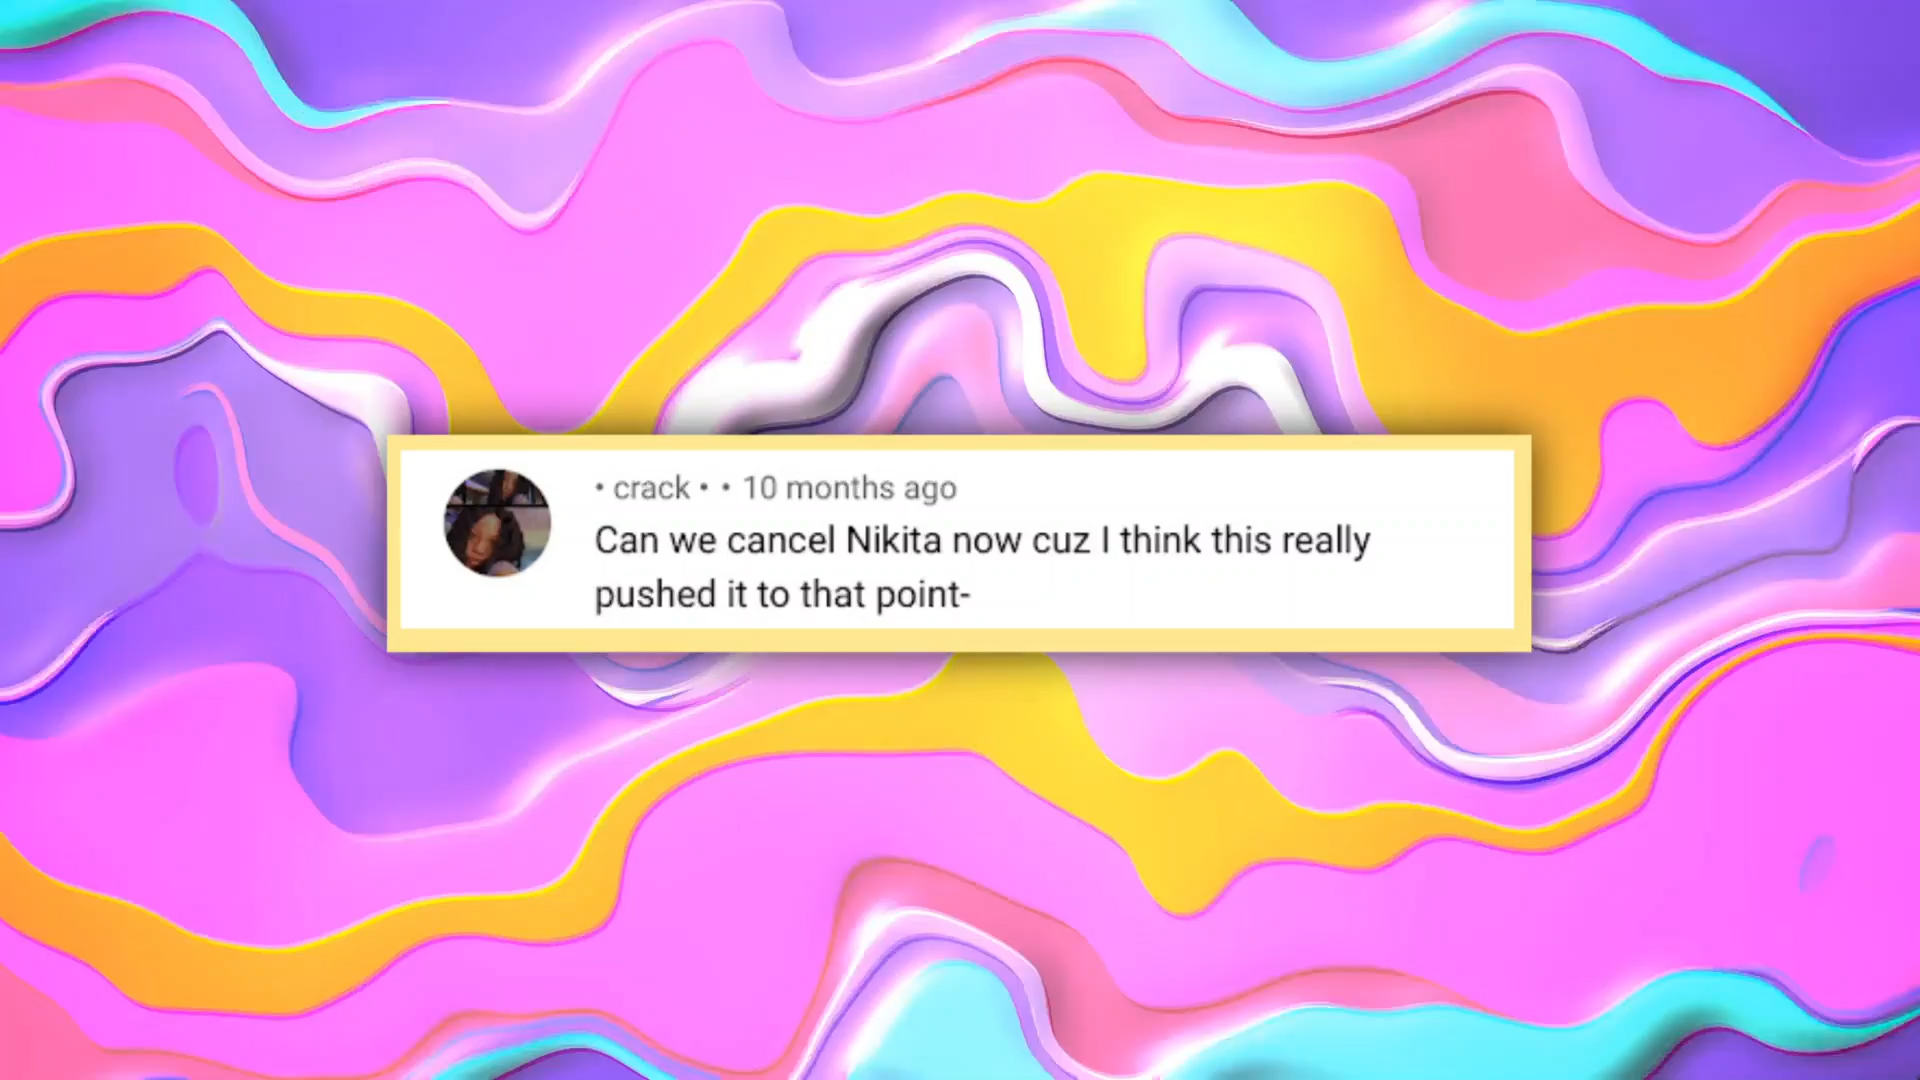 • crack • • 10 months ago
Can we cancel Nikita now cuz I think this really
pushed it to that point-